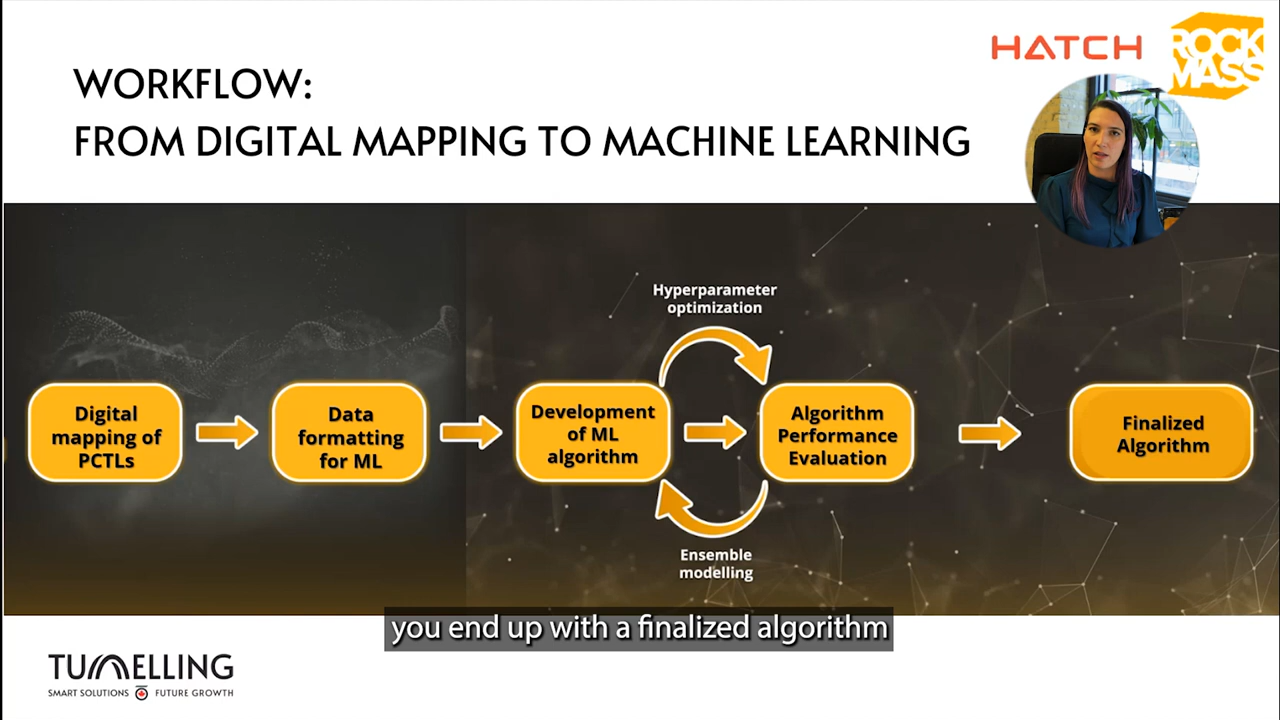 HATCH
ROCK
MASS
WORKFLOW:
FROM DIGITAL MAPPING TO MACHINE LEARNING
Hyperparameter
optimization
Digital
mapping of
PCTLs
Data
formatting
for ML
Development
of ML
algorithm
Algorithm
Performance
Evaluation
Finalized
Algorithm
Ensemble
modelling
you end up with a finalized algorithm
TUNNELLING
SMART SOLUTIONS FUTURE GROWTH